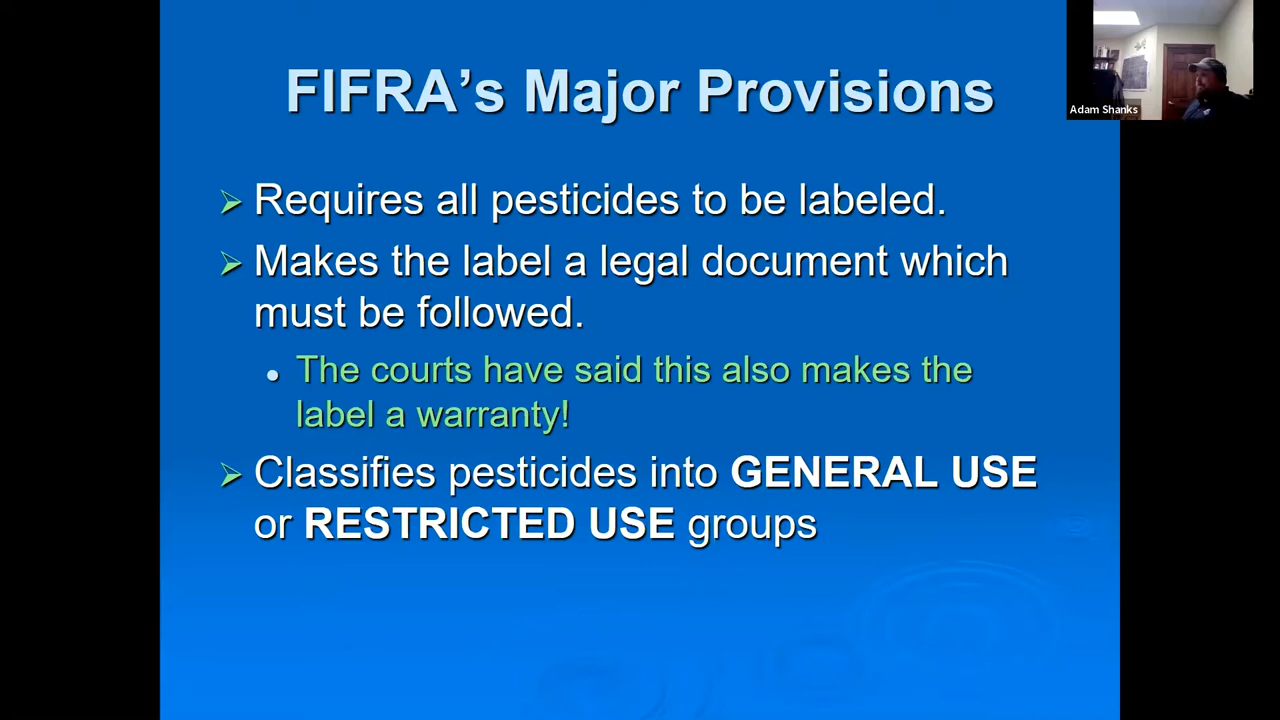 FIFRA’s Major Provisions
Adam Shanks
Requires all pesticides to be labeled.
Makes the label a legal document which
must be followed.
The courts have said this also makes the
label a warranty!
Classifies pesticides into GENERAL USE
or RESTRICTED USE groups